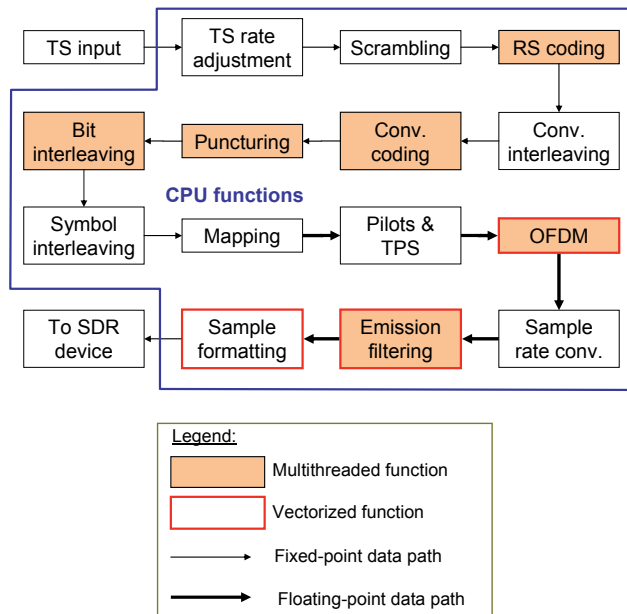 TS input
TS rate
adjustment
Scrambling
RS coding
Bit
interleaving
Puncturing
Conv.
coding
Conv.
interleaving
CPU functions
Symbol
interleaving
Mapping
Pilots &
TPS
OFDM
To SDR
device
Sample
formatting
Emission
filtering
Sample
rate conv.
Legend:
Multithreaded function
Vectorized function
Fixed-point data path
Floating-point data path